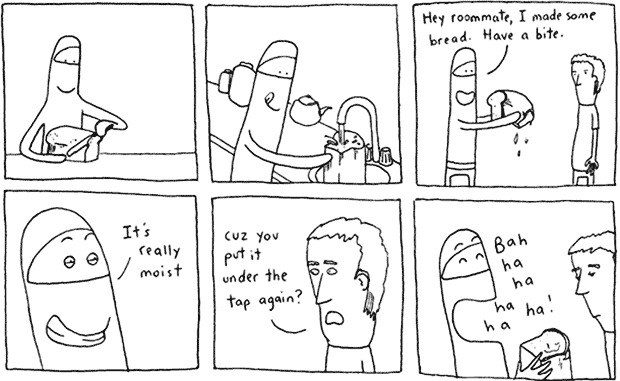 Hey roommate, I made some
bread. Have a bite.
It's
really
moist
cuz you
put it
under the
tap again?
Bah
ha
ha
ha ha!
ha